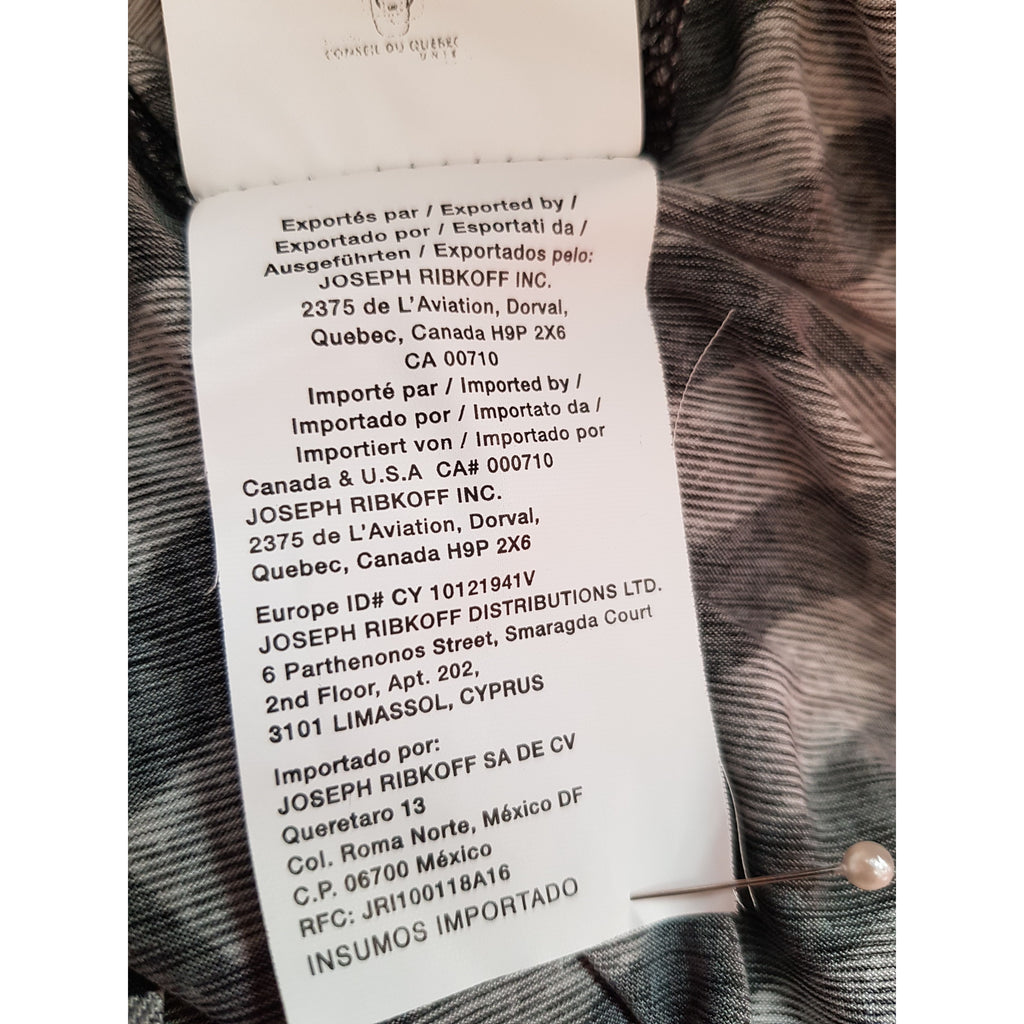 CONSEIL DU QUEBEC
UNIT
Exportés par / Exported by /
Exportado por / Esportati da /
Ausgeführten / Exportados pelo:
JOSEPH RIBKOFF INC.
2375 de L'Aviation, Dorval,
Quebec, Canada H9P 2X6
CA 00710
Importé par / Imported by /
Importado por / Importato da /
Importiert von / Importado por
Canada & U.S.A CA# 000710
JOSEPH RIBKOFF INC.
2375 de L'Aviation, Dorval,
Quebec, Canada H9P 2X6
Europe ID# CY 10121941V
JOSEPH RIBKOFF DISTRIBUTIONS LTD.
6 Parthenonos Street, Smaragda Court
2nd Floor, Apt. 202,
3101 LIMASSOL, CYPRUS
Importado por:
JOSEPH RIBKOFF SA DE CV
Queretaro 13
Col. Roma Norte, México DF
C.P. 06700 México
RFC: JRI100118A16
INSUMOS IMPORTADO